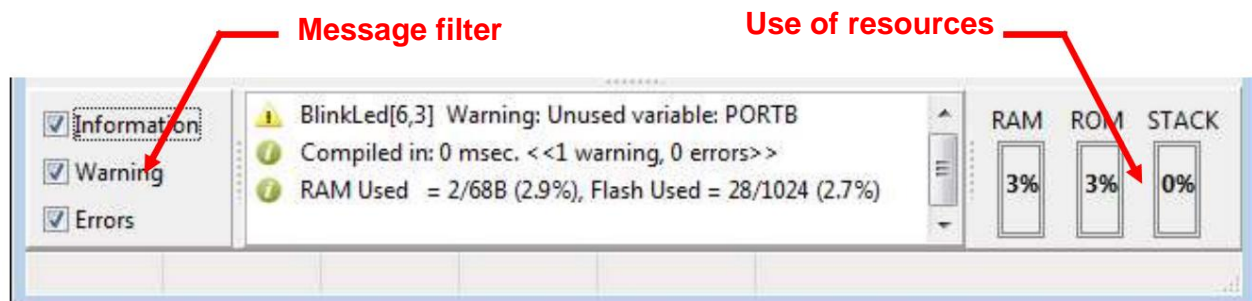 Message filter
Use of resources
Information
Warning
Errors
BlinkLed[6,3] Warning: Unused variable: PORTB
Compiled in: 0 msec. <<1 warning, 0 errors>>
RAM Used = 2/68B (2.9%), Flash Used = 28/1024 (2.7%)
RAM ROM STACK
3% 3% 0%